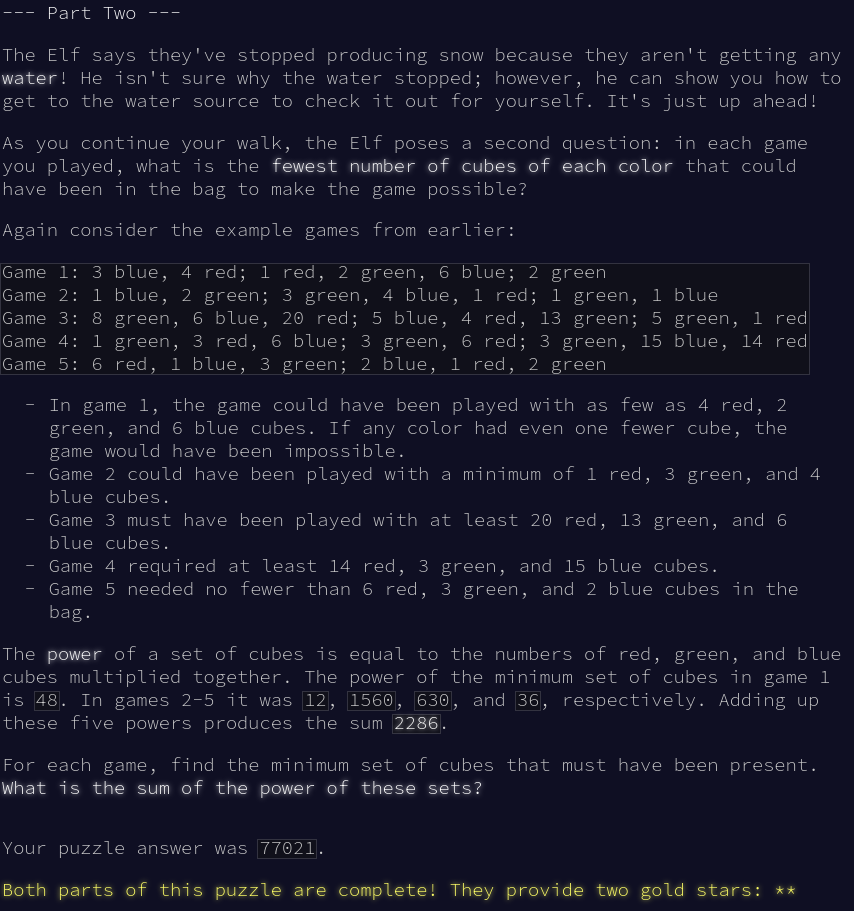 --- Part Two ---
The Elf says they've stopped producing snow because they aren't getting any
water! He isn't sure why the water stopped; however, he can show you how to
get to the water source to check it out for yourself. It's just up ahead!
As you continue your walk, the Elf poses a second question: in each game
you played, what is the fewest number of cubes of each color that could
have been in the bag to make the game possible?
Again consider the example games from earlier:
Game 1: 3 blue, 4 red; 1 red, 2 green, 6 blue; 2 green
Game 2: 1 blue, 2 green; 3 green, 4 blue, 1 red; 1 green, 1 blue
Game 3: 8 green, 6 blue, 20 red; 5 blue, 4 red, 13 green; 5 green, 1 red
Game 4: 1 green, 3 red, 6 blue; 3 green, 6 red; 3 green, 15 blue, 14 red
Game 5: 6 red, 1 blue, 3 green; 2 blue, 1 red, 2 green
- In game 1, the game could have been played with as few as 4 red, 2
green, and 6 blue cubes. If any color had even one fewer cube, the
game would have been impossible.
- Game 2 could have been played with a minimum of 1 red, 3 green, and 4
blue cubes.
- Game 3 must have been played with at least 20 red, 13 green, and 6
blue cubes.
- Game 4 required at least 14 red, 3 green, and 15 blue cubes.
- Game 5 needed no fewer than 6 red, 3 green, and 2 blue cubes in the
bag.
The power of a set of cubes is equal to the numbers of red, green, and blue
cubes multiplied together. The power of the minimum set of cubes in game 1
is 48. In games 2-5 it was 12, 1560, 630, and 36, respectively. Adding up
these five powers produces the sum 2286.
For each game, find the minimum set of cubes that must have been present.
What is the sum of the power of these sets?
Your puzzle answer was 77021.
Both parts of this puzzle are complete! They provide two gold stars: **